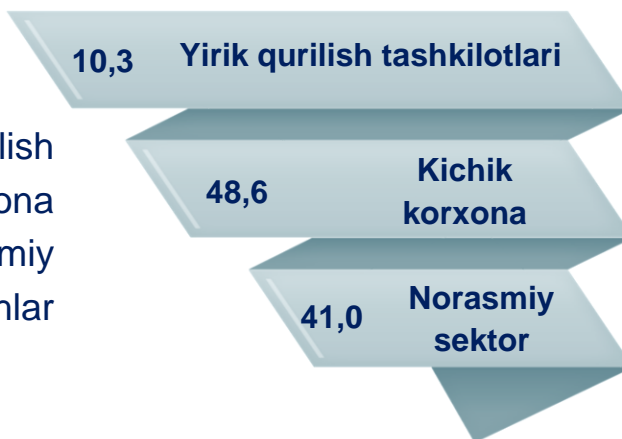 10,3 Yirik qurilish tashkilotlari
48,6 Kichik
korxona
41,0 Norasmiy
sektor